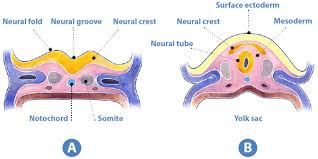 Neural fold
Neural groove
Neural crest
Notochord
Somite
A
Surface ectoderm
Neural crest
Mesoderm
Neural tube
Yolk sac
B